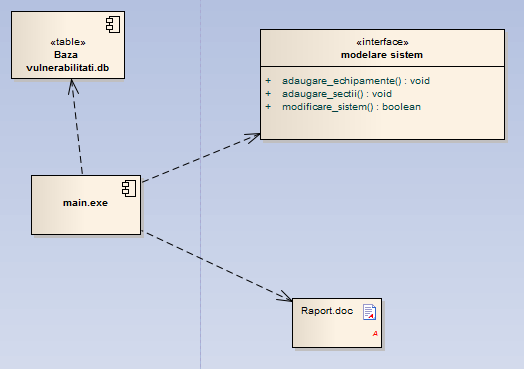 «table»
Baza
vulnerabilitati.db
«interface»
modelare sistem
+ adaugare_echipamente() : void
+ adaugare_sectii() : void
+ modificare_sistem() : boolean
main.exe
Raport.doc
A